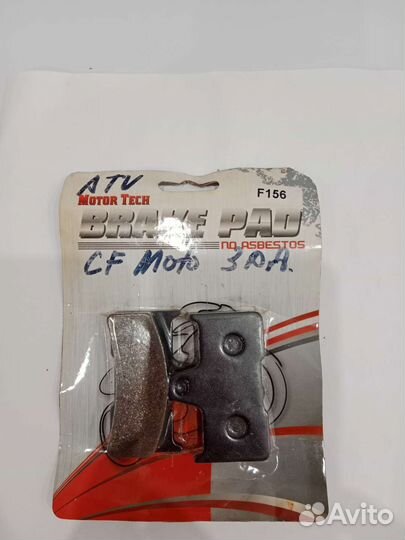 ATV
F156
MOTOR TECH
BRAKE PAD
NO ASBESTOS
CF Moto ЗАД.
Avito